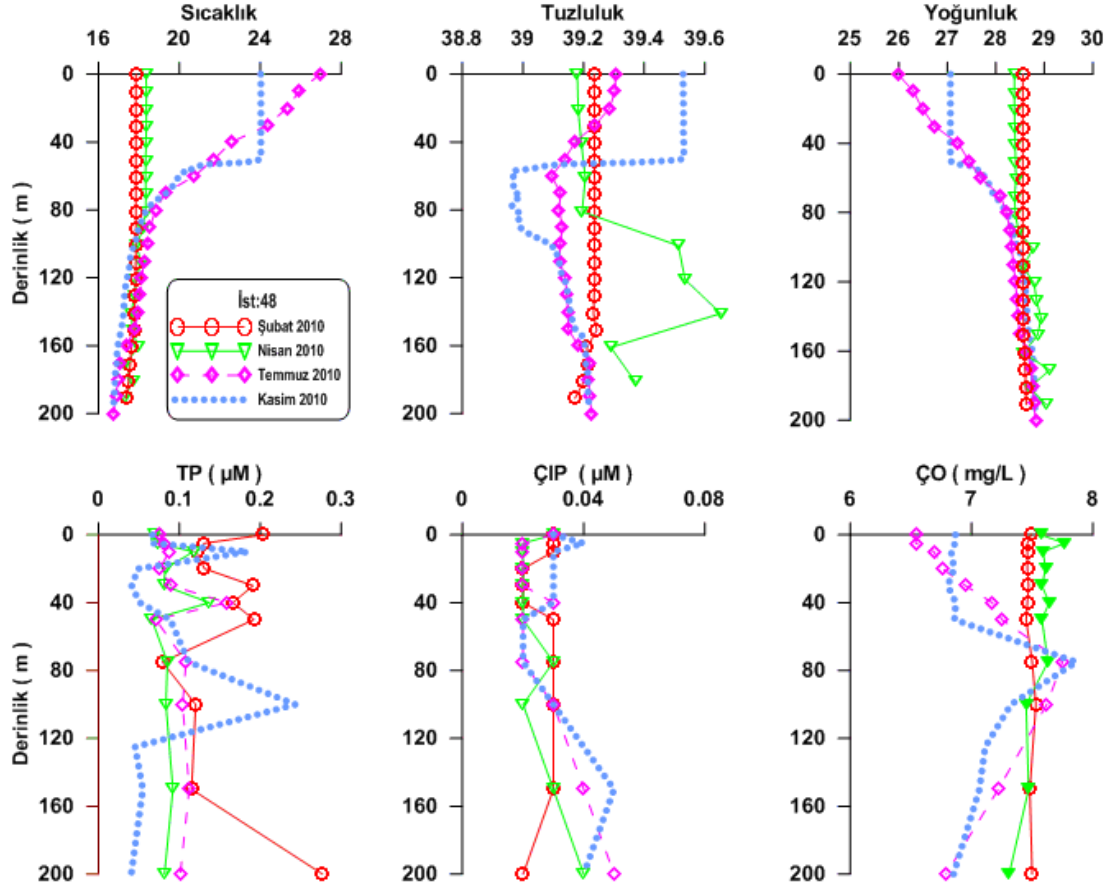 Sıcaklık
16 20 24 28
Tuzluluk
38.8 39 39.2 39.4 39.6
Yoğunluk
25 26 27 28 29 30
Derinlik ( m )
0
40
80
120
160
200
İst:48
Şubat 2010
Nisan 2010
Temmuz 2010
Kasim 2010
0
40
80
120
160
200
0
40
80
120
160
200
TP ( µM )
0 0.1 0.2 0.3
ÇIP ( µM )
0 0.04 0.08
ÇO ( mg/L )
6 7 8
Derinlik ( m )
0
40
80
120
160
200
0
40
80
120
160
200
0
40
80
120
160
200